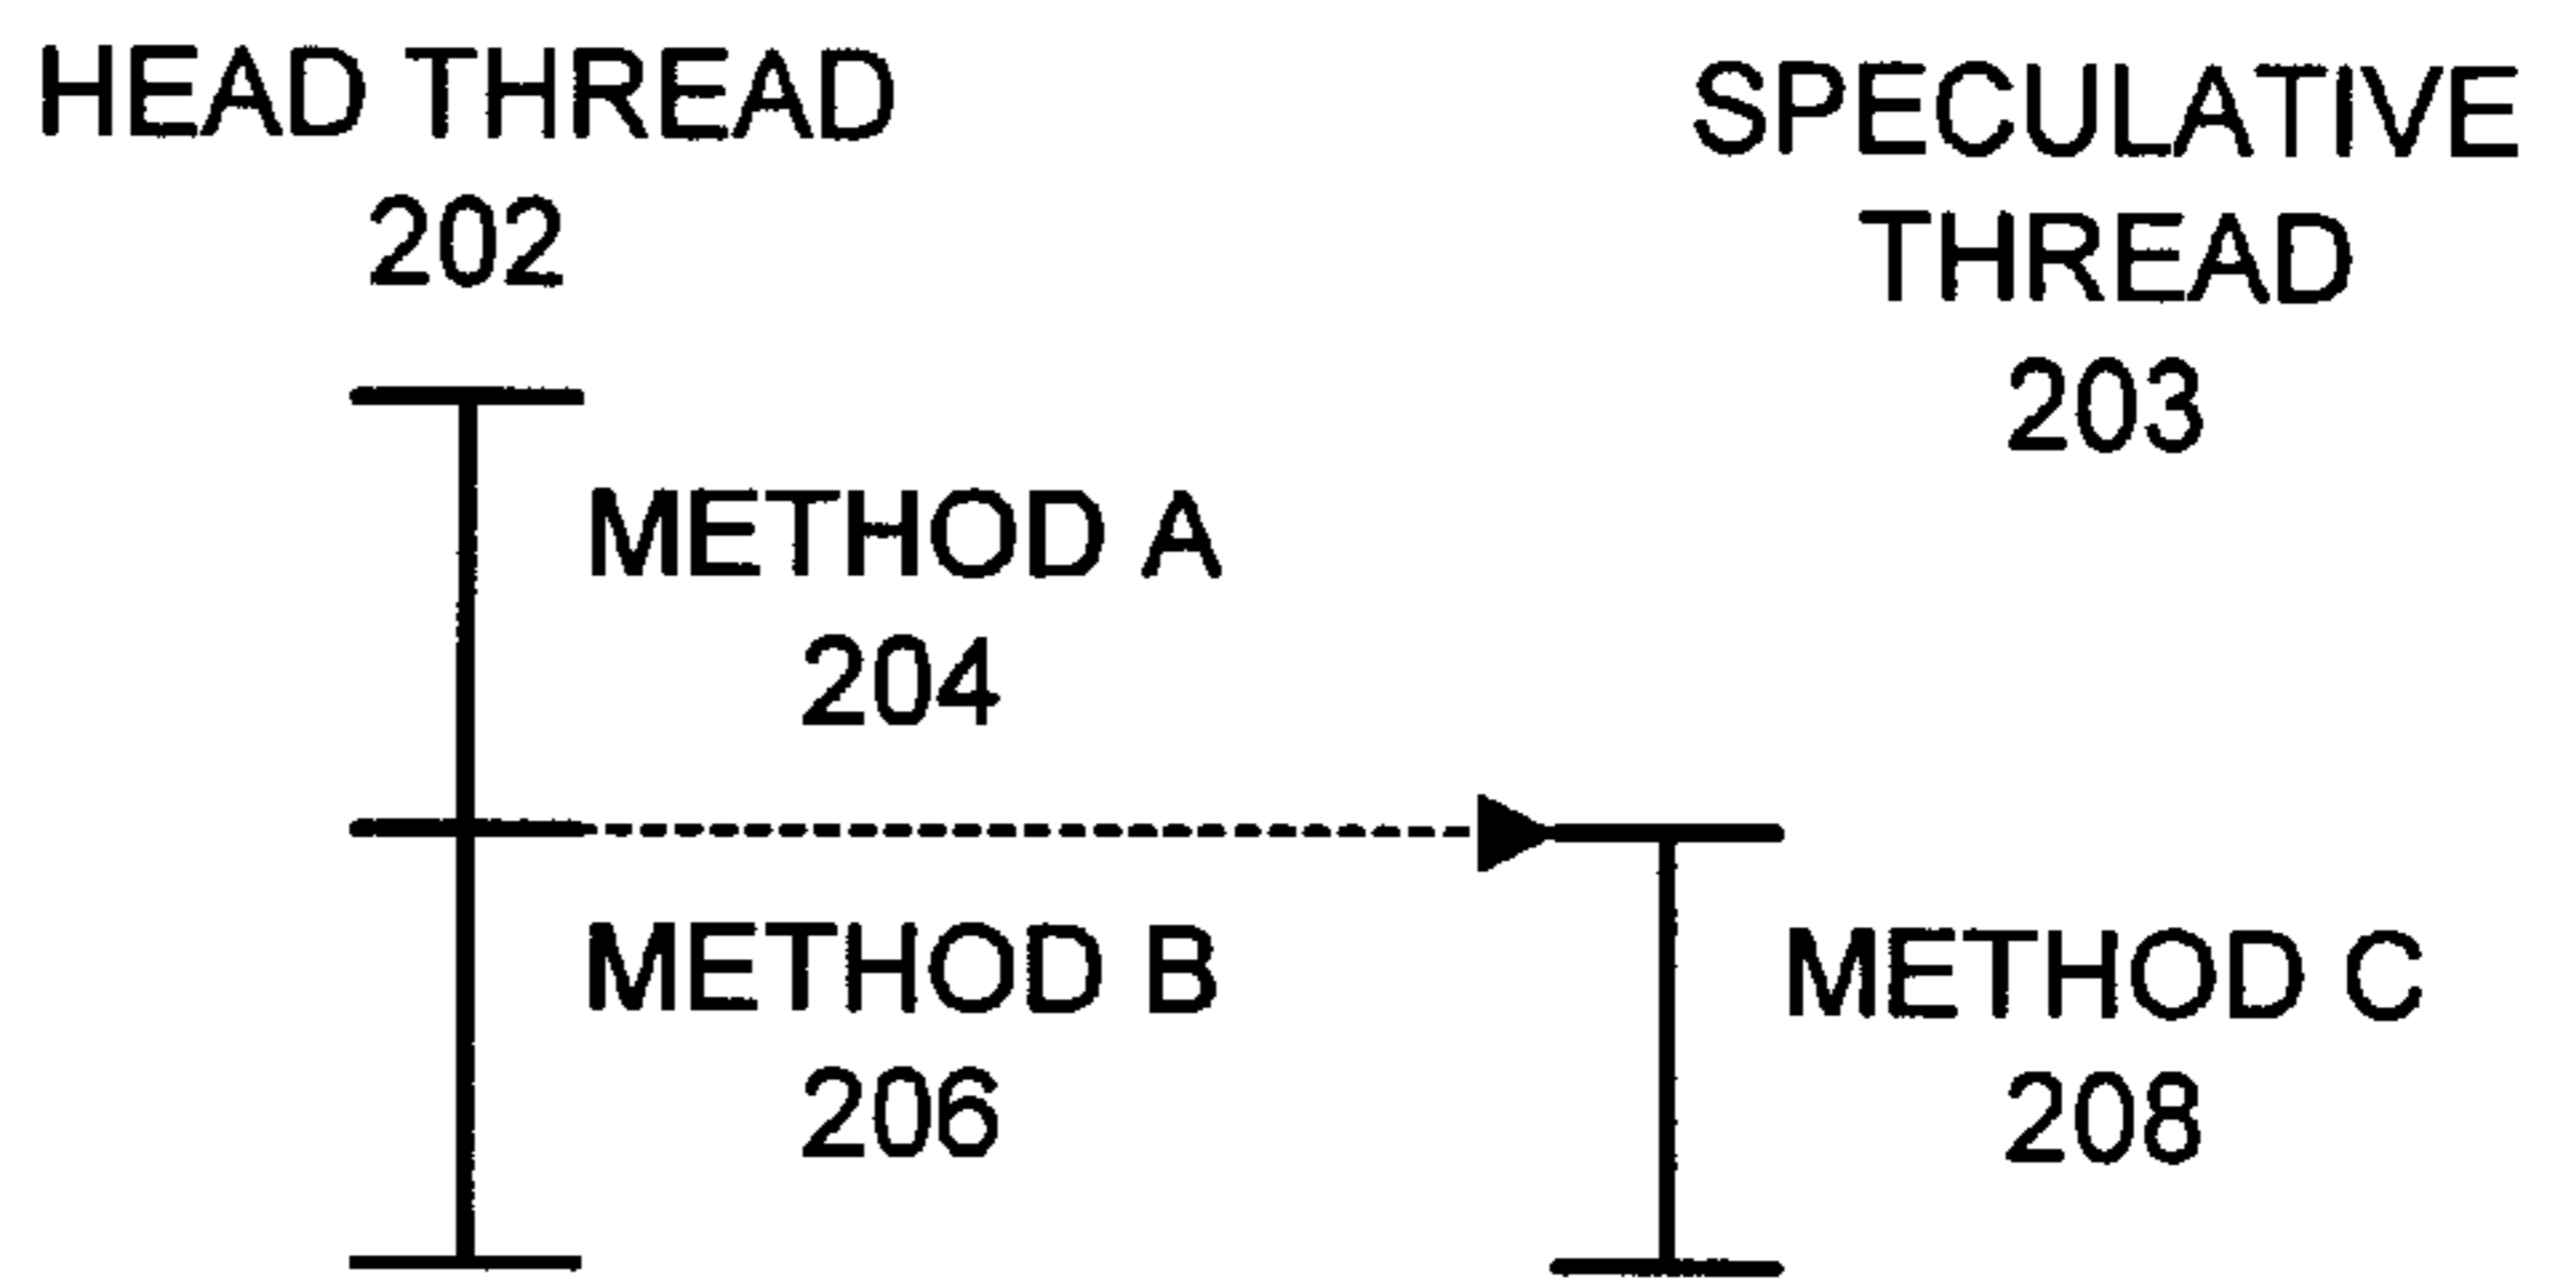 HEAD THREAD
202
SPECULATIVE
THREAD
203
METHOD A
204
METHOD B
206
METHOD C
208